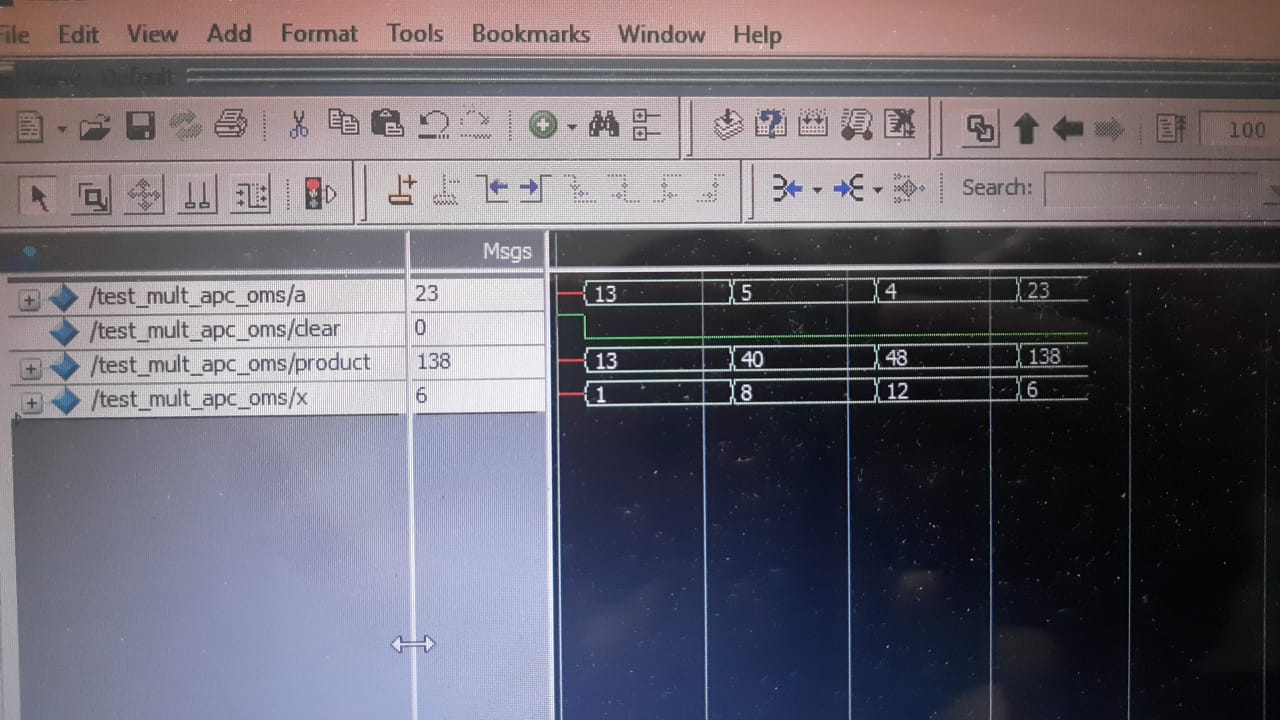 File Edit View Add Format Tools Bookmarks Window Help
Default
100
Search:
Msgs
/test_mult_apc_oms/a 23 13 5 4 23
/test_mult_apc_oms/clear 0
/test_mult_apc_oms/product 138 13 40 48 138
/test_mult_apc_oms/x 6 1 8 12 6